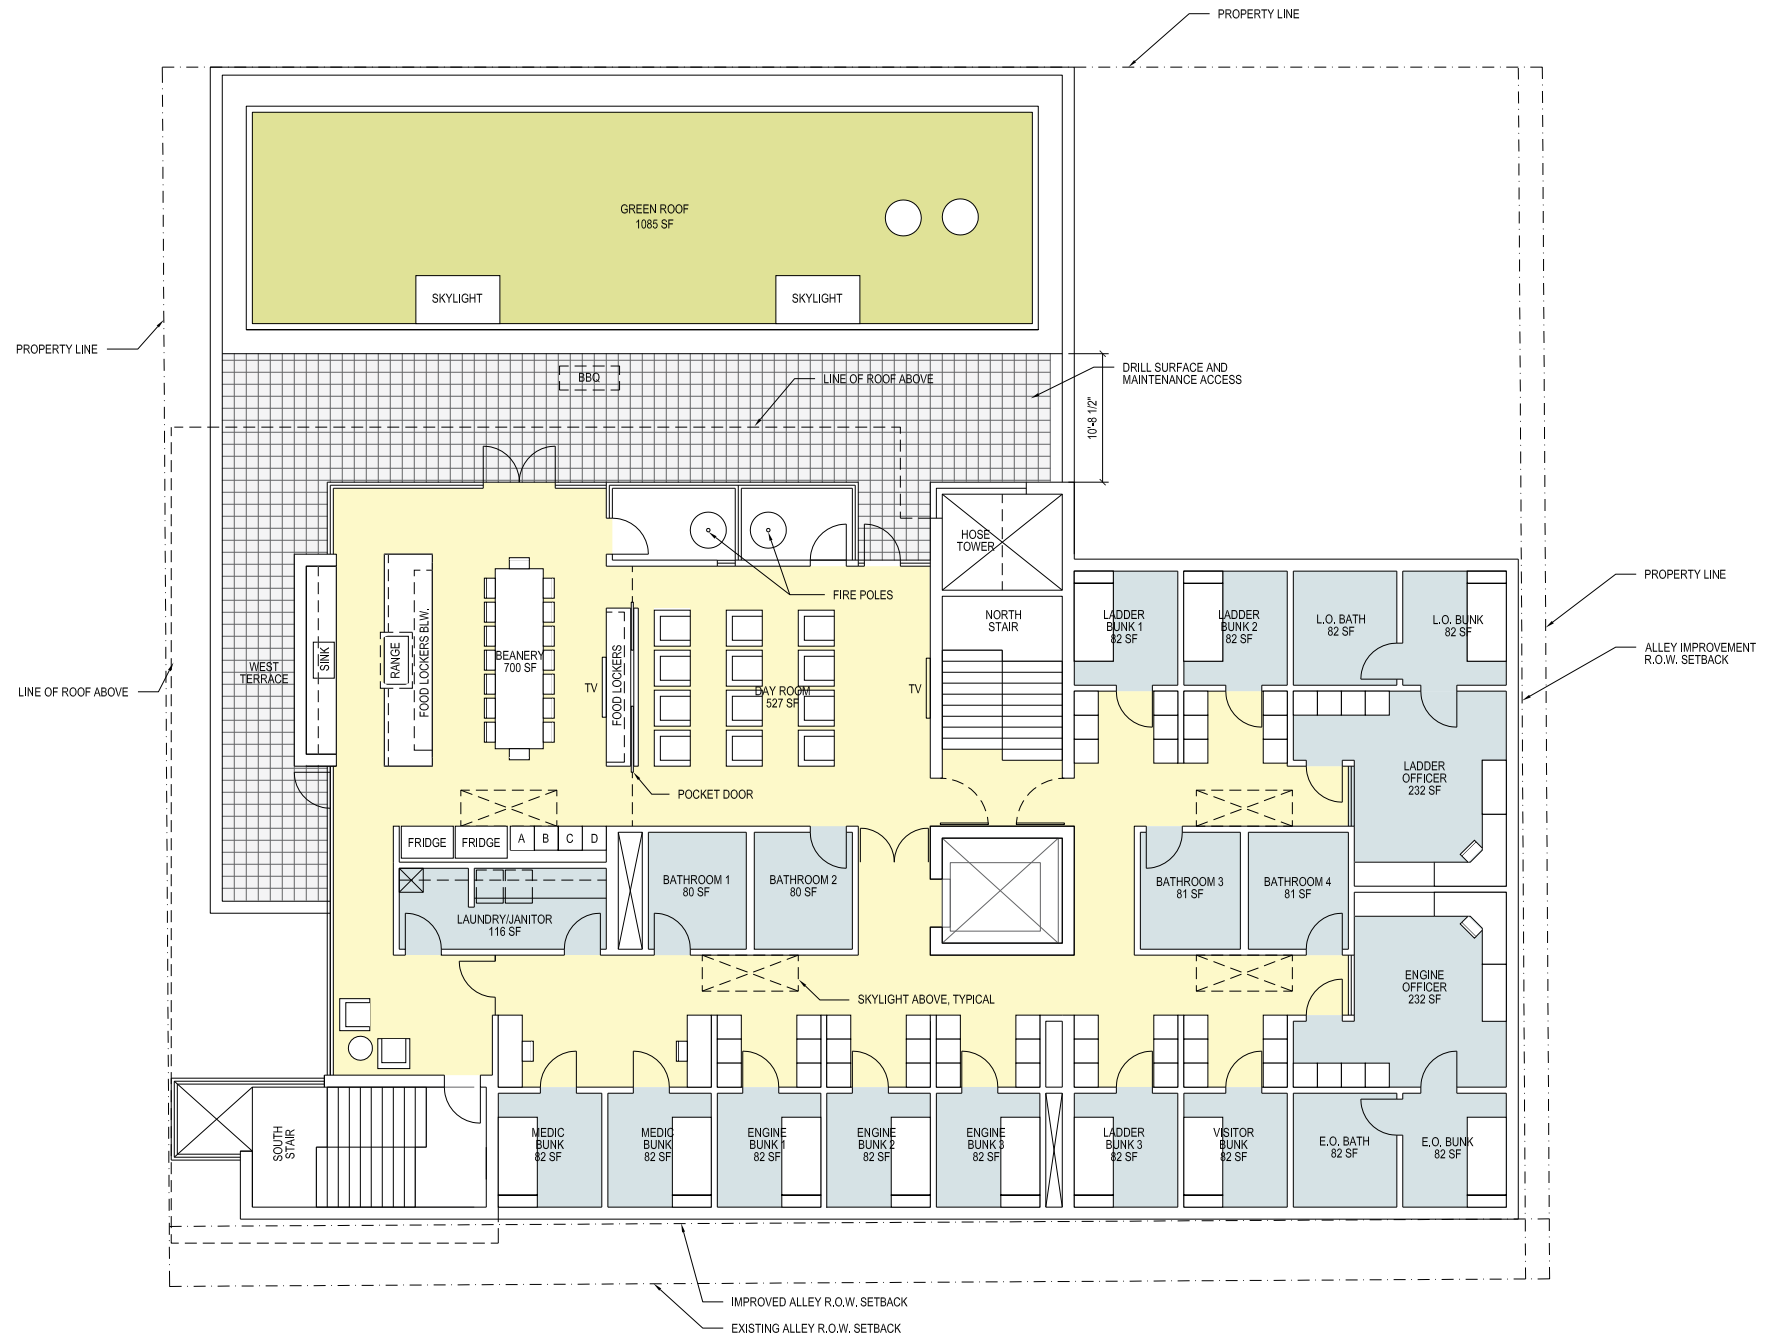 PROPERTY LINE
GREEN ROOF
1085 SF
SKYLIGHT
SKYLIGHT
PROPERTY LINE
BBQ
LINE OF ROOF ABOVE
DRILL SURFACE AND
MAINTENANCE ACCESS
10'-8 1/2"
HOSE
TOWER
FIRE POLES
PROPERTY LINE
NORTH
STAIR
LADDER
BUNK 1
82 SF
LADDER
BUNK 2
82 SF
L.O. BATH
82 SF
L.O. BUNK
82 SF
ALLEY IMPROVEMENT
R.O.W. SETBACK
WEST
TERRACE
SINK
RANGE
FOOD LOCKERS BLW.
BEANERY
700 SF
TV
FOOD LOCKERS
DAY ROOM
527 SF
TV
LINE OF ROOF ABOVE
LADDER
OFFICER
232 SF
POCKET DOOR
FRIDGE
FRIDGE
A
B
C
D
BATHROOM 1
80 SF
BATHROOM 2
80 SF
BATHROOM 3
81 SF
BATHROOM 4
81 SF
LAUNDRY/JANITOR
116 SF
ENGINE
OFFICER
232 SF
SKYLIGHT ABOVE, TYPICAL
SOUTH
STAIR
MEDIC
BUNK
82 SF
MEDIC
BUNK
82 SF
ENGINE
BUNK 1
82 SF
ENGINE
BUNK 2
82 SF
ENGINE
BUNK 3
82 SF
LADDER
BUNK 3
82 SF
VISITOR
BUNK
82 SF
E.O. BATH
82 SF
E.O. BUNK
82 SF
IMPROVED ALLEY R.O.W. SETBACK
EXISTING ALLEY R.O.W. SETBACK